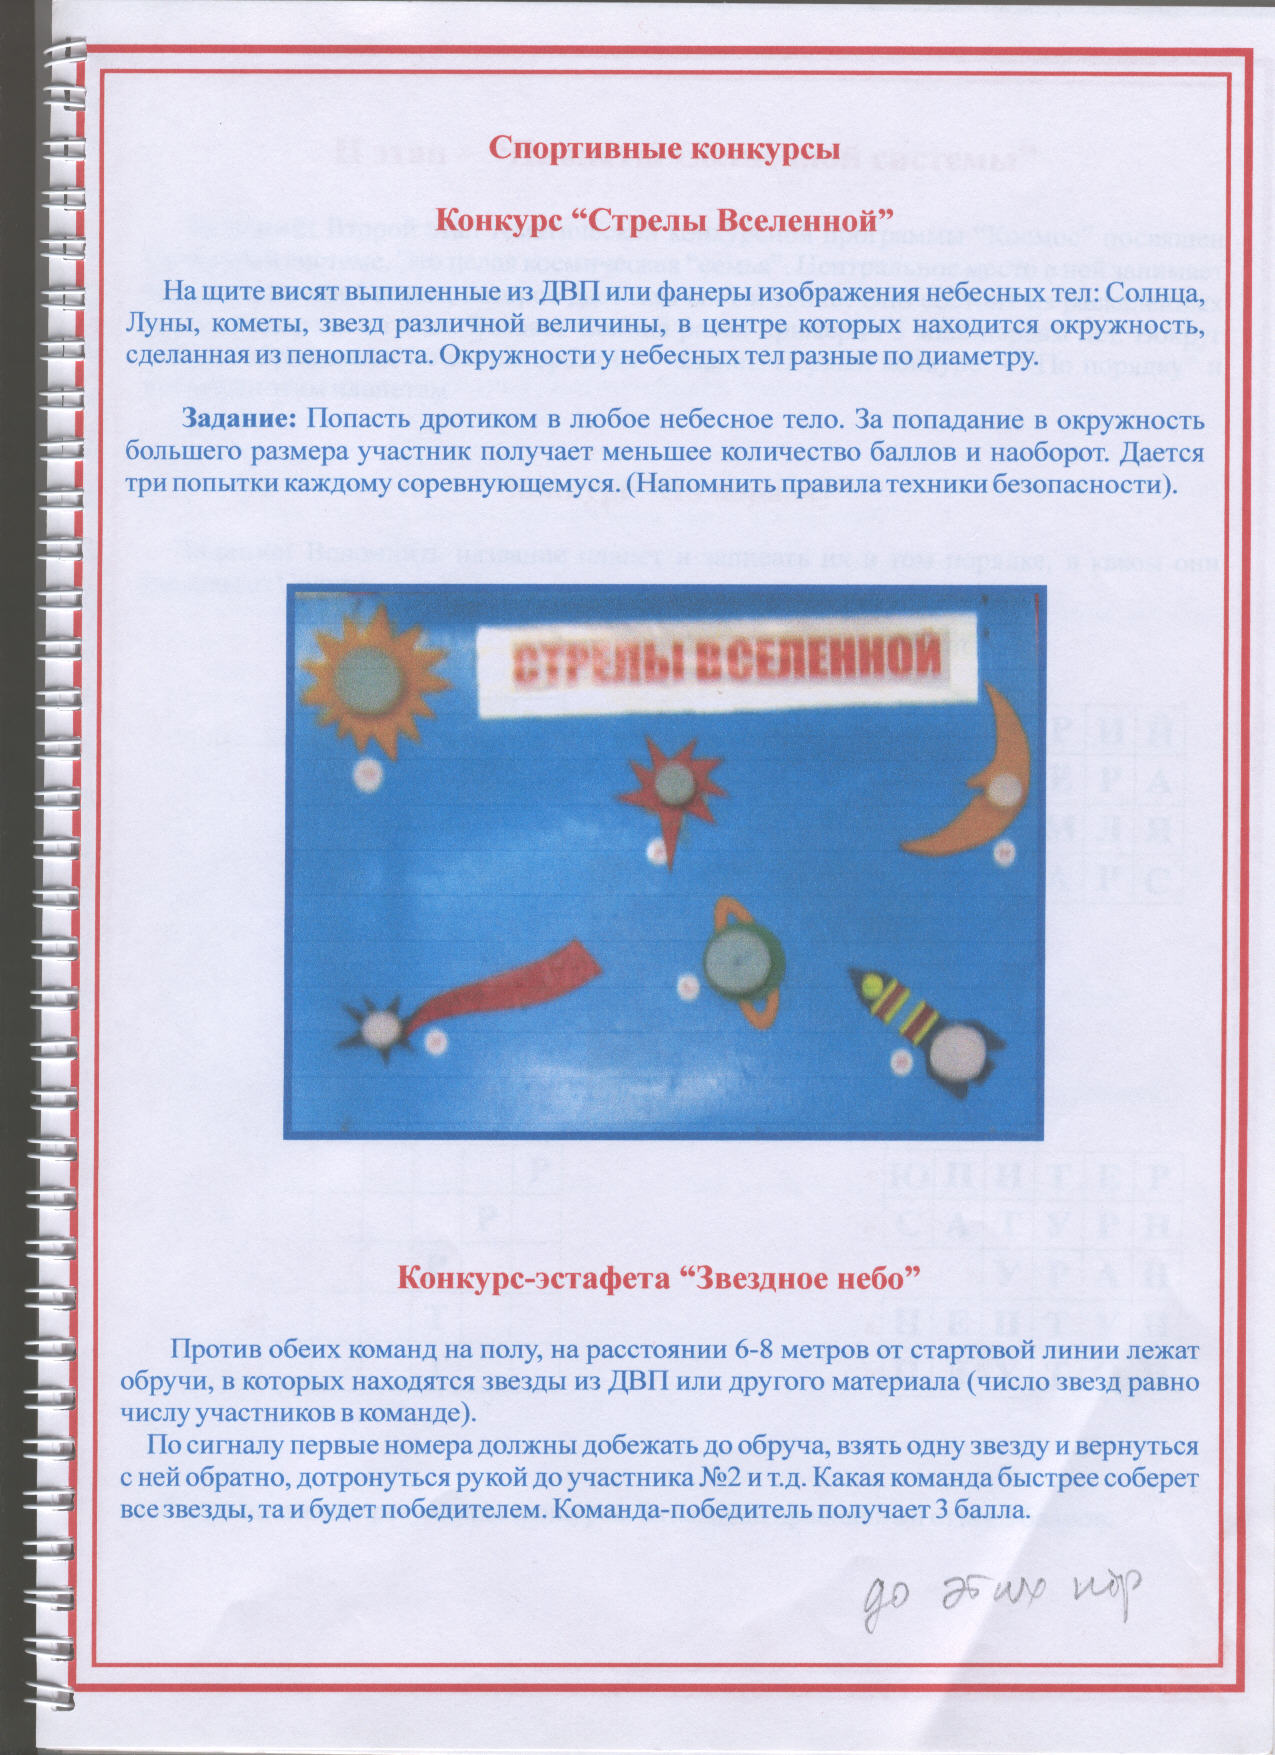 Спортивные конкурсы
Конкурс “Стрелы Вселенной”
На щите висят выпиленные из ДВП или фанеры изображения небесных тел: Солнца,
Луны, кометы, звезд различной величины, в центре которых находится окружность,
сделанная из пенопласта. Окружности у небесных тел разные по диаметру.
Задание: Попасть дротиком в любое небесное тело. За попадание в окружность
большего размера участник получает меньшее количество баллов и наоборот. Дается
три попытки каждому соревнующемуся. (Напомнить правила техники безопасности).
СТРЕЛЫ ВСЕЛЕННОЙ
Конкурс-эстафета “Звездное небо”
Против обеих команд на полу, на расстоянии 6-8 метров от стартовой линии лежат
обручи, в которых находятся звезды из ДВП или другого материала (число звезд равно
числу участников в команде).
По сигналу первые номера должны добежать до обруча, взять одну звезду и вернуться
с ней обратно, дотронуться рукой до участника №2 и т.д. Какая команда быстрее соберет
все звезды, та и будет победителем. Команда-победитель получает 3 балла.
до этих пор